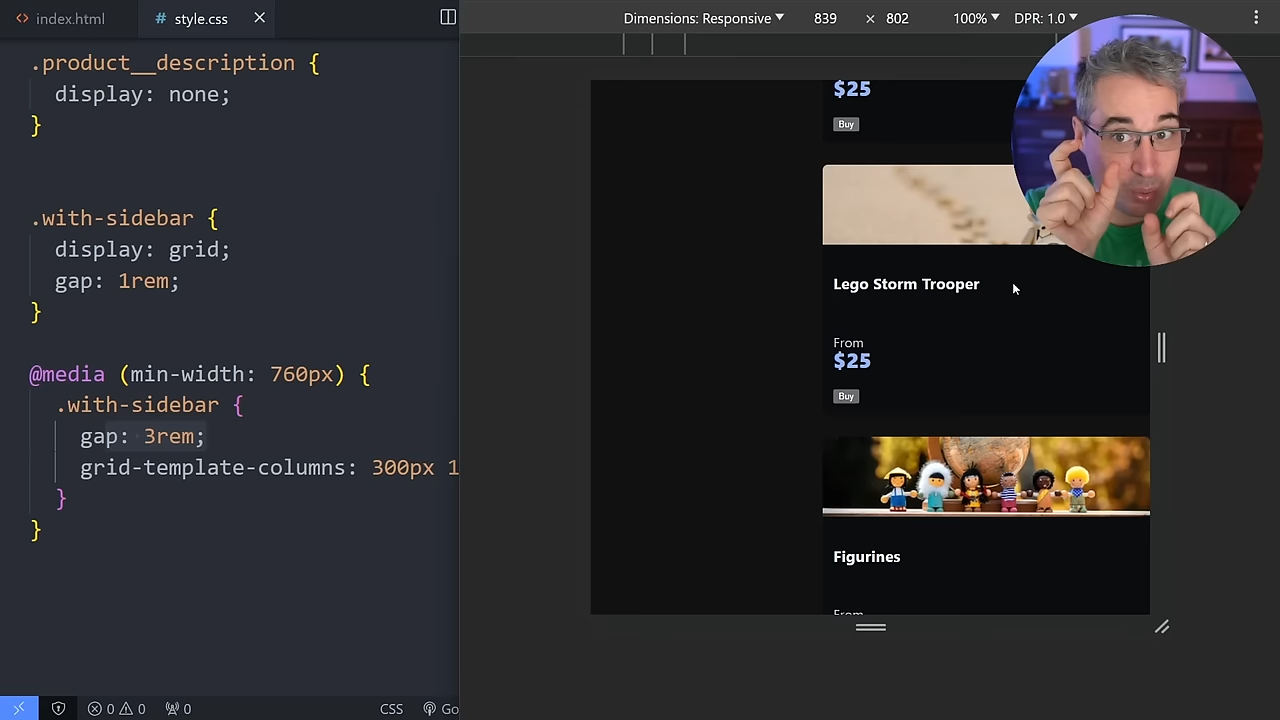 index.html
style.css
.product__description {
display: none;
}
.with-sidebar {
display: grid;
gap: 1rem;
}
@media (min-width: 760px) {
.with-sidebar {
gap: 3rem;
grid-template-columns: 300px 1
}
}
0 0 0
CSS
Go
Dimensions: Responsive 839 × 802 100% DPR: 1.0
$25
Buy
Lego Storm Trooper
From
$25
Buy
Figurines
From